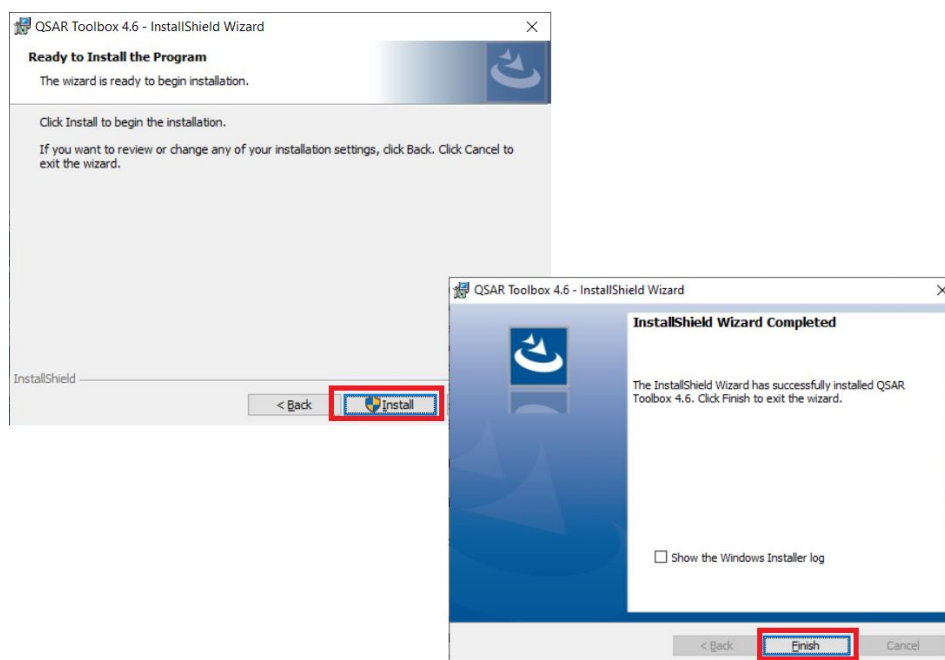 QSAR Toolbox 4.6 - InstallShield Wizard
Ready to Install the Program
The wizard is ready to begin installation.
Click Install to begin the installation.
If you want to review or change any of your installation settings, click Back. Click Cancel to
exit the wizard.
InstallShield
< Back
Install
QSAR Toolbox 4.6 - InstallShield Wizard
InstallShield Wizard Completed
The InstallShield Wizard has successfully installed QSAR
Toolbox 4.6. Click Finish to exit the wizard.
Show the Windows Installer log
< Back
Finish
Cancel